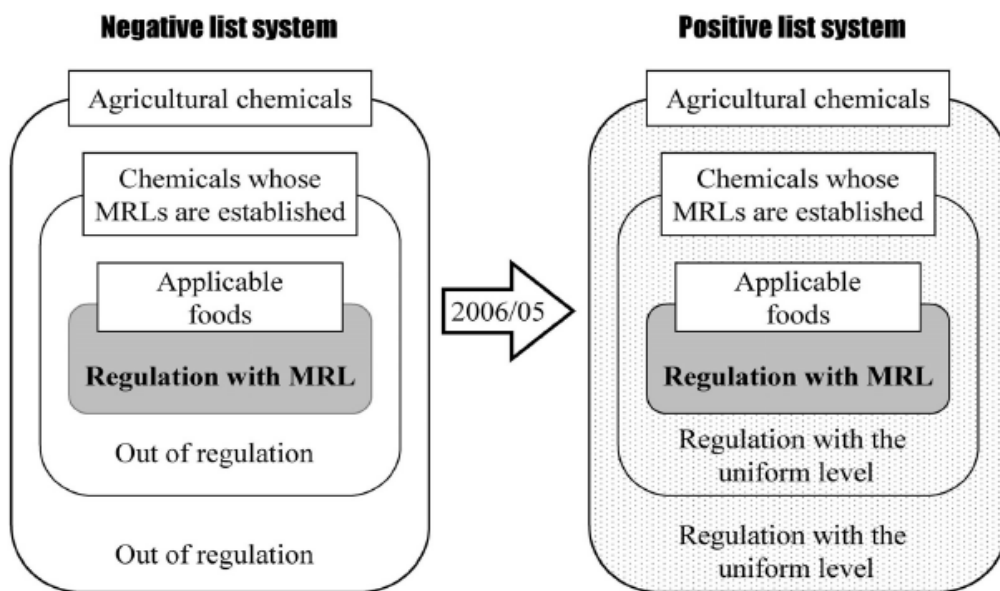 Negative list system
Agricultural chemicals
Chemicals whose
MRLs are established
Applicable
foods
Regulation with MRL
Out of regulation
Out of regulation
2006/05
Positive list system
Agricultural chemicals
Chemicals whose
MRLs are established
Applicable
foods
Regulation with MRL
Regulation with the
uniform level
Regulation with the
uniform level